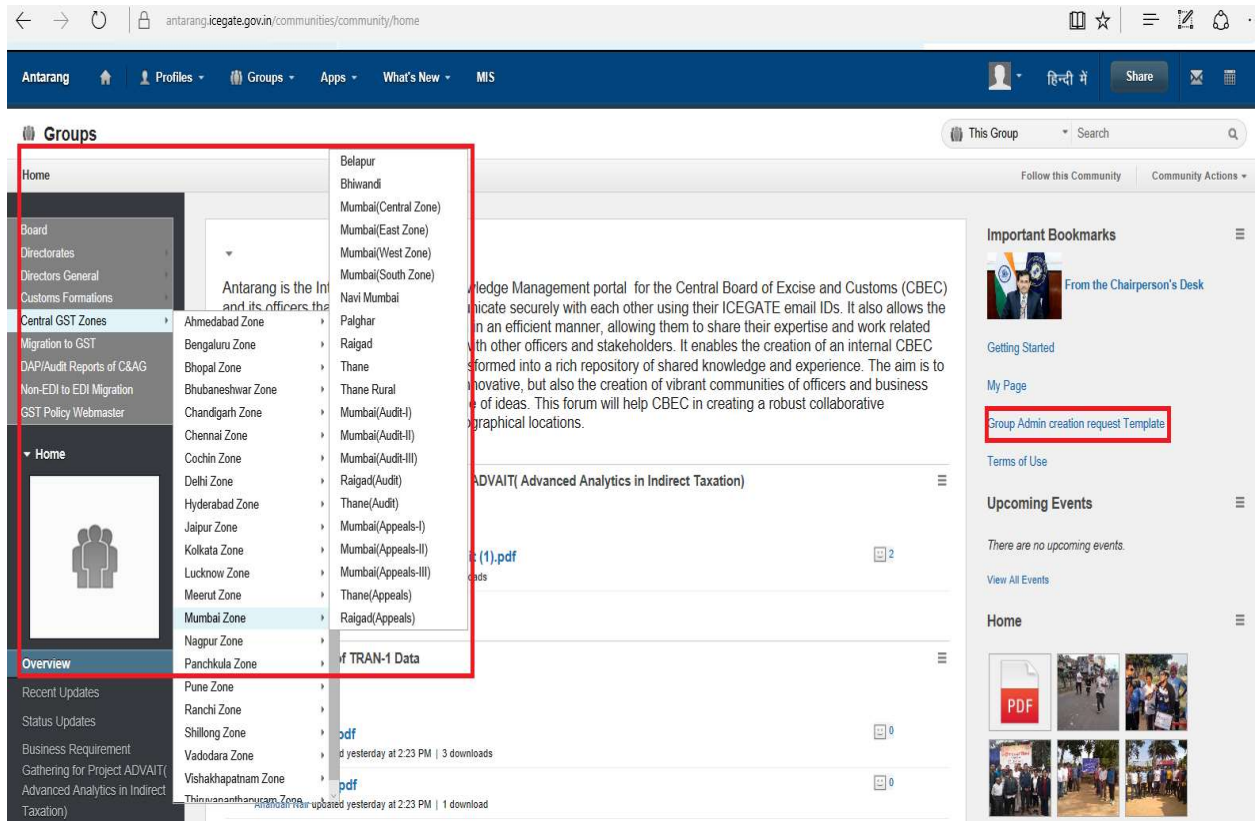 antarang.icegate.gov.in/communities/community/home
Antarang Profiles Groups Apps What's New MIS हिन्दी में Share
Groups
This Group Search
Home
Follow this Community Community Actions
Board
Directorates
Directors General
Customs Formations
Central GST Zones
Migration to GST
DAP/Audit Reports of C&AG
Non-EDI to EDI Migration
GST Policy Webmaster
Home
Overview
Recent Updates
Status Updates
Business Requirement
Gathering for Project ADVAIT(
Advanced Analytics in Indirect
Taxation)
Ahmedabad Zone
Bengaluru Zone
Bhopal Zone
Bhubaneshwar Zone
Chandigarh Zone
Chennai Zone
Cochin Zone
Delhi Zone
Hyderabad Zone
Jaipur Zone
Kolkata Zone
Lucknow Zone
Meerut Zone
Mumbai Zone
Nagpur Zone
Panchkula Zone
Pune Zone
Ranchi Zone
Shillong Zone
Vadodara Zone
Vishakhapatnam Zone
Thiruvananthapuram Zone
Belapur
Bhiwandi
Mumbai(Central Zone)
Mumbai(East Zone)
Mumbai(West Zone)
Mumbai(South Zone)
Navi Mumbai
Palghar
Raigad
Thane
Thane Rural
Mumbai(Audit-I)
Mumbai(Audit-II)
Mumbai(Audit-III)
Raigad(Audit)
Thane(Audit)
Mumbai(Appeals-I)
Mumbai(Appeals-II)
Mumbai(Appeals-III)
Thane(Appeals)
Raigad(Appeals)
Antarang is the Management portal for the Central Board of Excise and Customs (CBEC)
and its officers securely with each other using their ICEGATE email IDs. It also allows the
in an efficient manner, allowing them to share their expertise and work related
with other officers and stakeholders. It enables the creation of an internal CBEC
into a rich repository of shared knowledge and experience. The aim is to
but also the creation of vibrant communities of officers and business
of ideas. This forum will help CBEC in creating a robust collaborative
locations.
ADVAIT( Advanced Analytics in Indirect Taxation)
(1).pdf 2
of TRAN-1 Data
pdf 0
yesterday at 2:23 PM | 3 downloads
pdf 0
updated yesterday at 2:23 PM | 1 download
Important Bookmarks
From the Chairperson's Desk
Getting Started
My Page
Group Admin creation request Template
Terms of Use
Upcoming Events
There are no upcoming events.
View All Events
Home
PDF